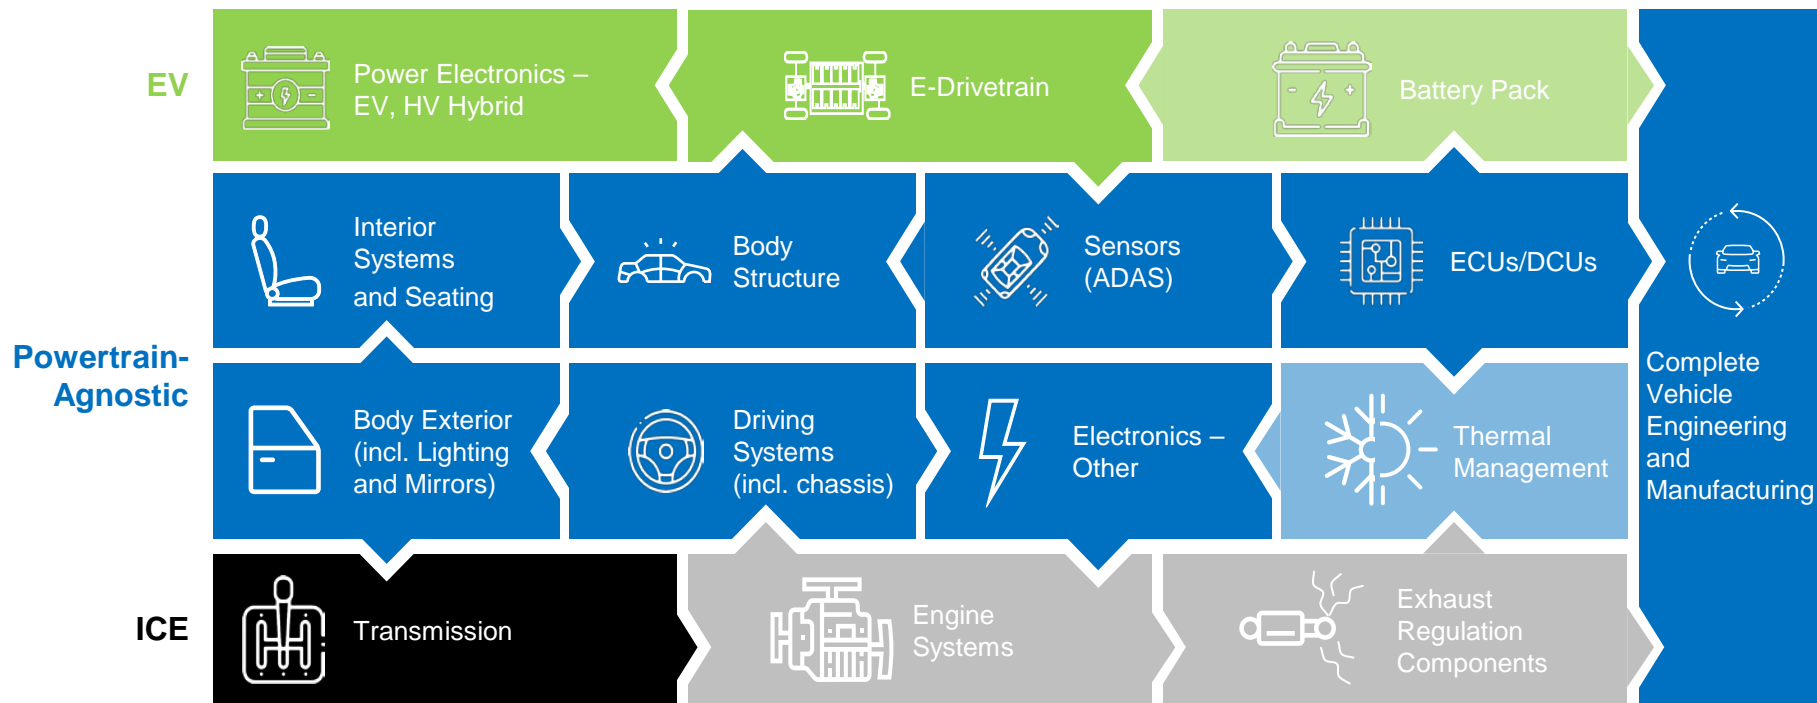 EV
Power Electronics –
EV, HV Hybrid
E-Drivetrain
Battery Pack
Powertrain-
Agnostic
Interior
Systems
and Seating
Body
Structure
Sensors
(ADAS)
ECUs/DCUs
Body Exterior
(incl. Lighting
and Mirrors)
Driving
Systems
(incl. chassis)
Electronics –
Other
Thermal
Management
ICE
Transmission
Engine
Systems
Exhaust
Regulation
Components
Complete
Vehicle
Engineering
and
Manufacturing